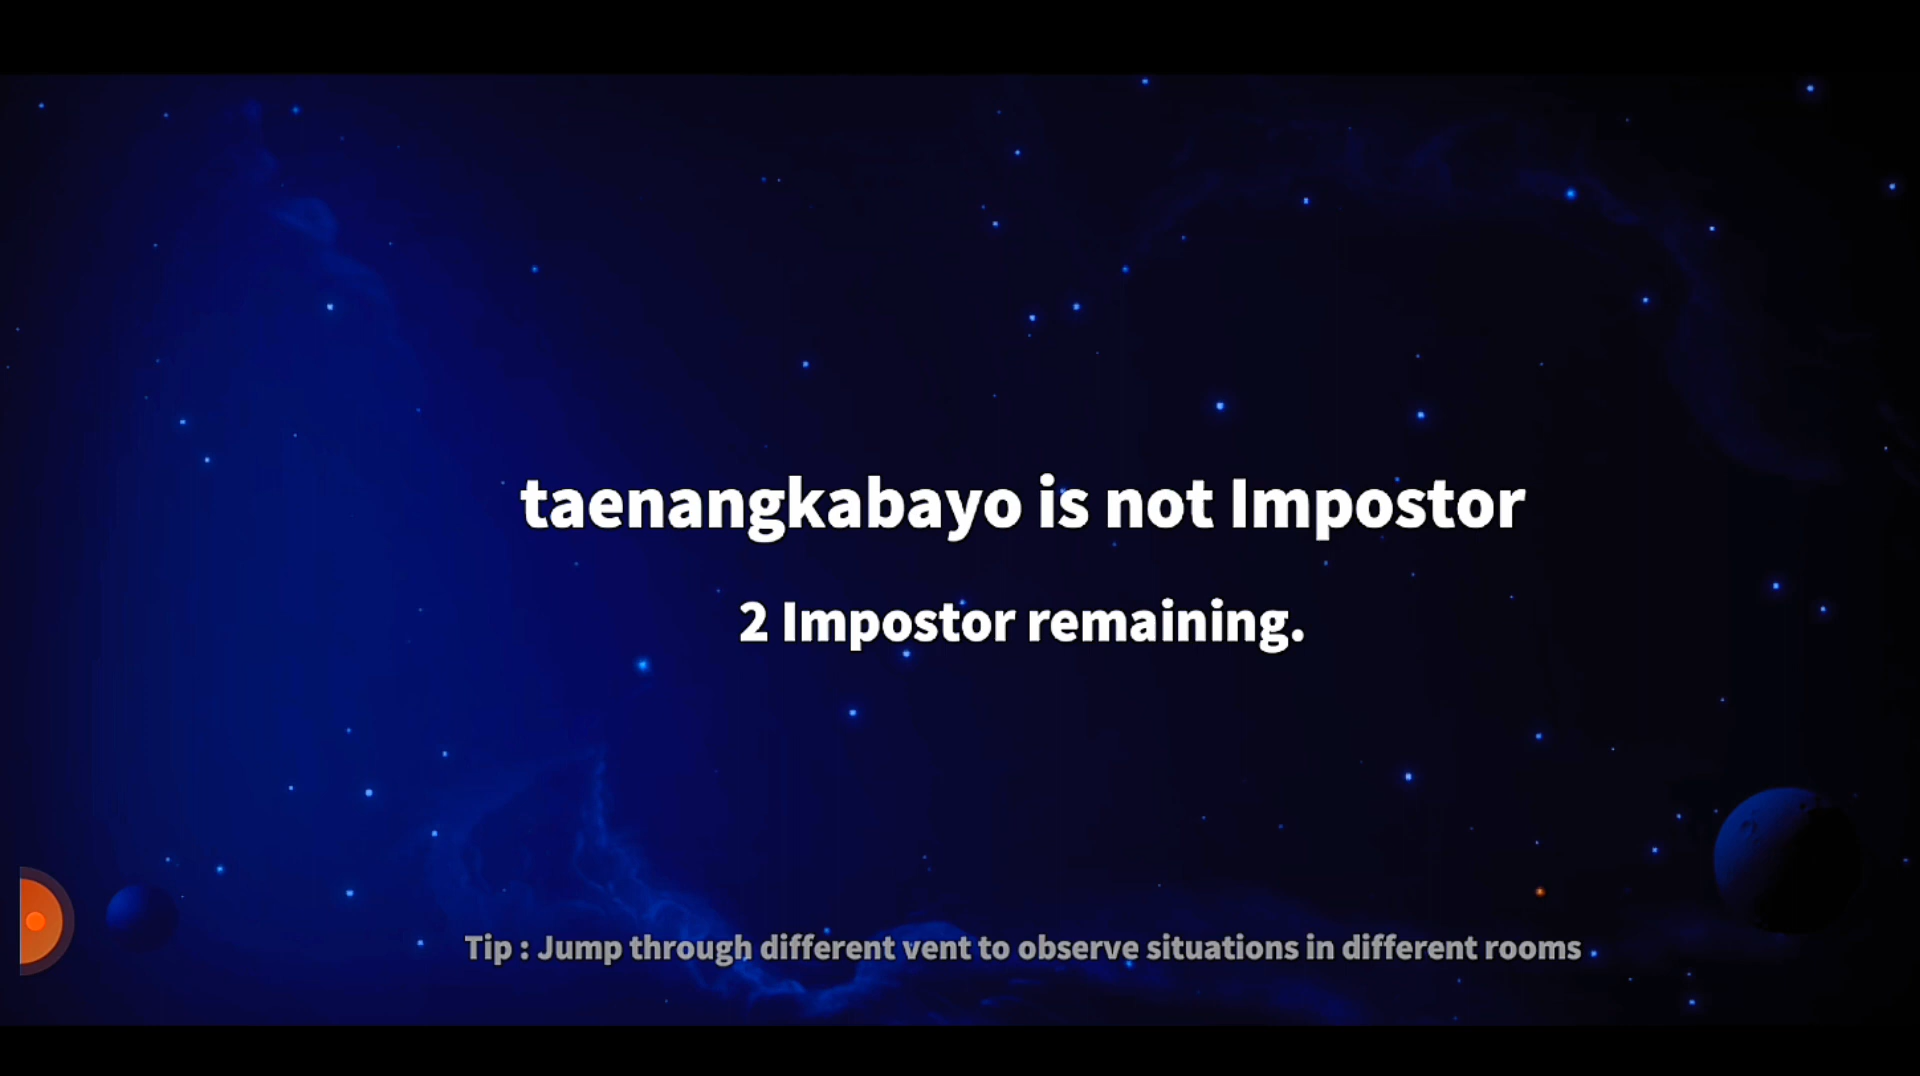 taenangkabayo is not Impostor
2 Impostor remaining.
Tip : Jump through different vent to observe situations in different rooms